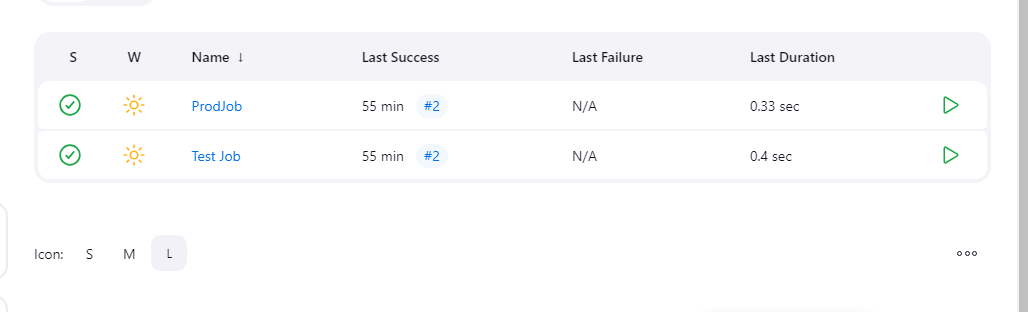 S W Name ↓ Last Success Last Failure Last Duration
ProdJob 55 min #2 N/A 0.33 sec
Test Job 55 min #2 N/A 0.4 sec
Icon: S M L